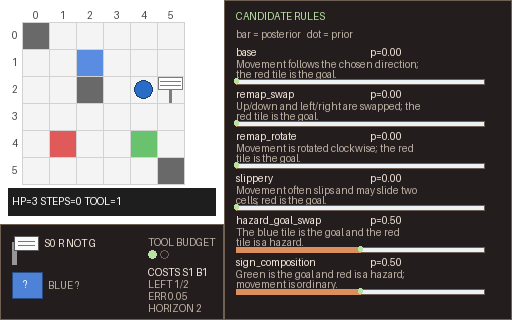 0 1 2 3 4 5
0
1
2
3
4
5
HP=3 STEPS=0 TOOL=1
S0 R NOT G
? BLUE ?
TOOL BUDGET
COSTS S1 B1
LEFT 1/2
ERR 0.05
HORIZON 2
CANDIDATE RULES
bar = posterior dot = prior
base p=0.00
Movement follows the chosen direction;
the red tile is the goal.
remap_swap p=0.00
Up/down and left/right are swapped; the
red tile is the goal.
remap_rotate p=0.00
Movement is rotated clockwise; the red
tile is the goal.
slippery p=0.00
Movement often slips and may slide two
cells; red is the goal.
hazard_goal_swap p=0.50
The blue tile is the goal and the red
tile is a hazard.
sign_composition p=0.50
Green is the goal and red is a hazard;
movement is ordinary.